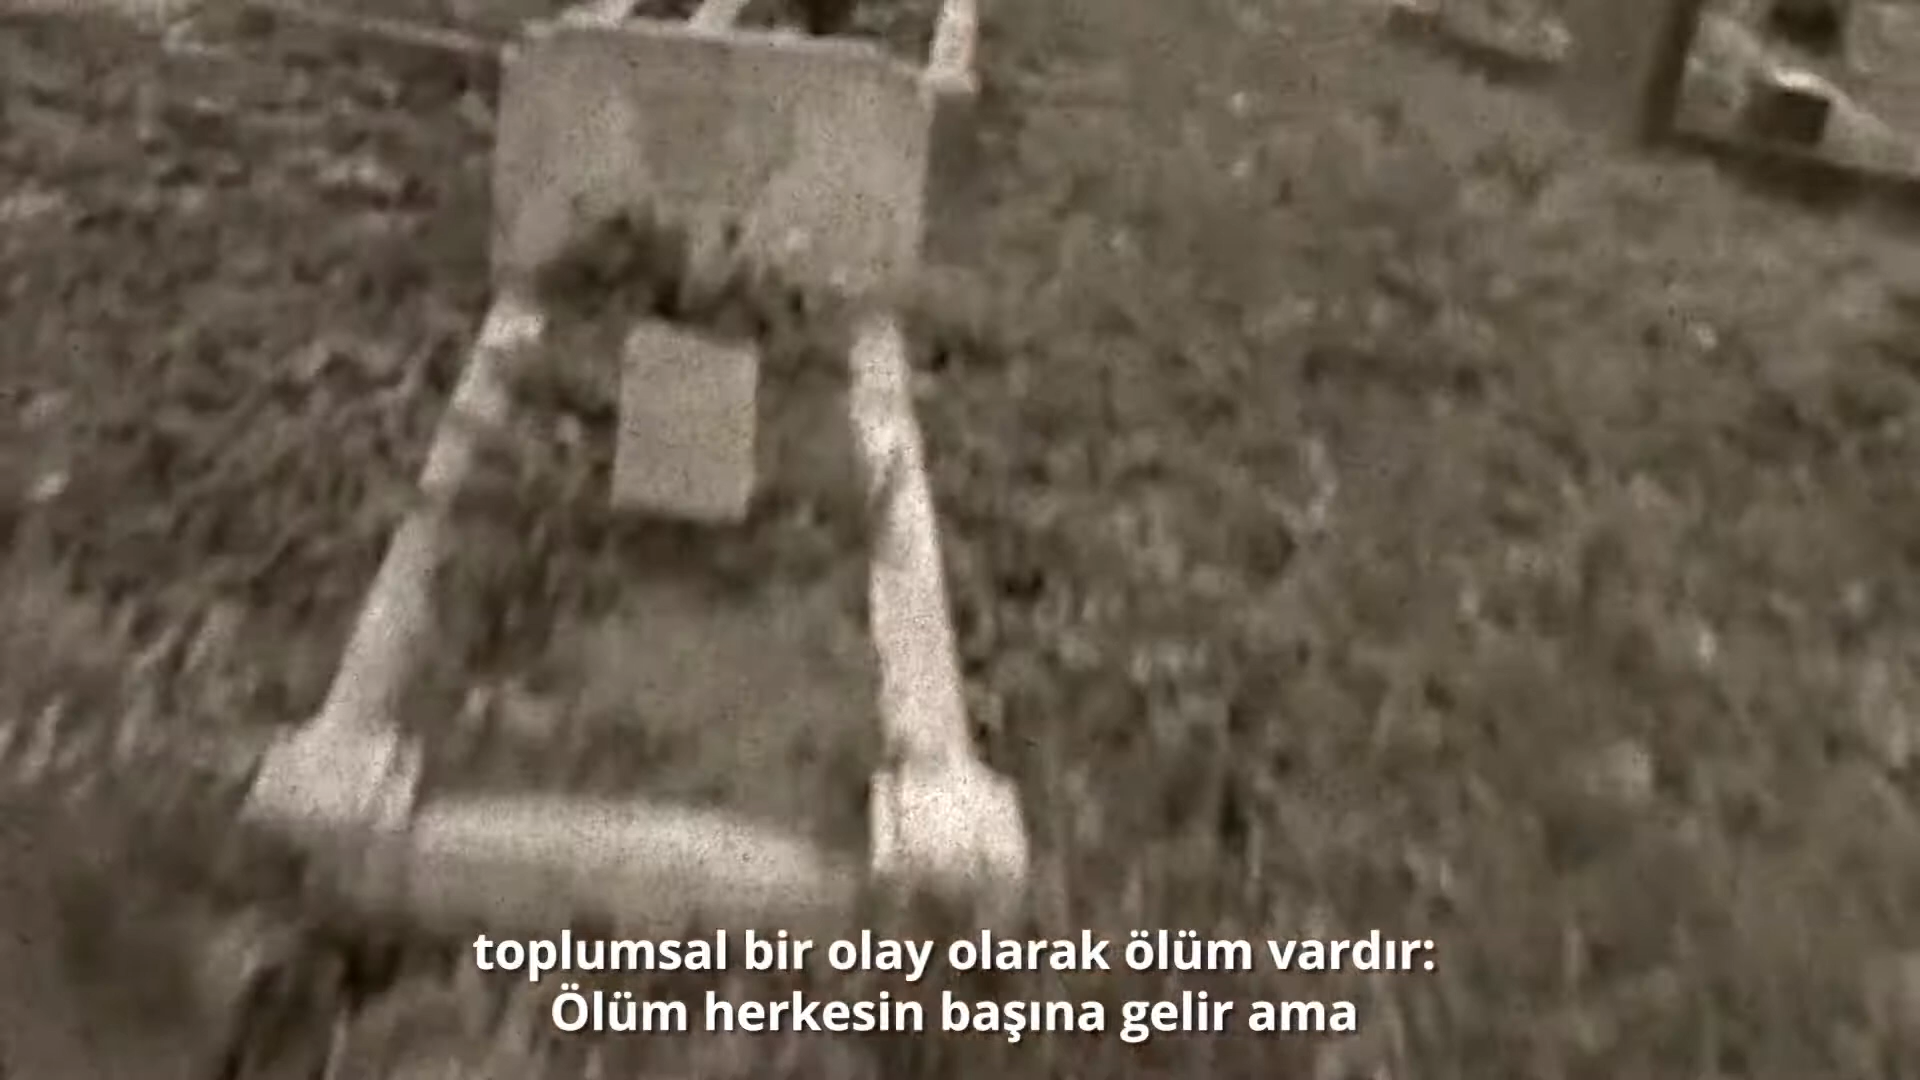 toplumsal bir olay olarak ölüm vardır:
Ölüm herkesin başına gelir ama